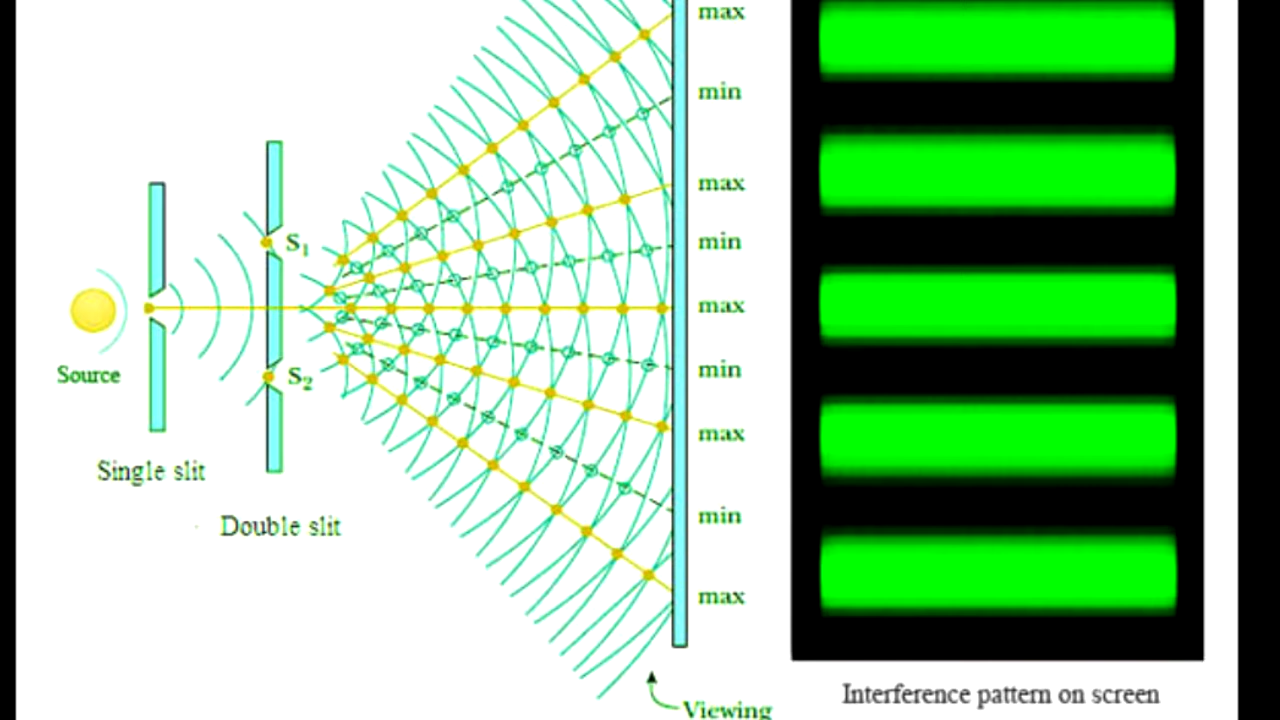 max
min
max
min
max
min
max
min
max
S1
S2
Source
Single slit
Double slit
Viewing
Interference pattern on screen